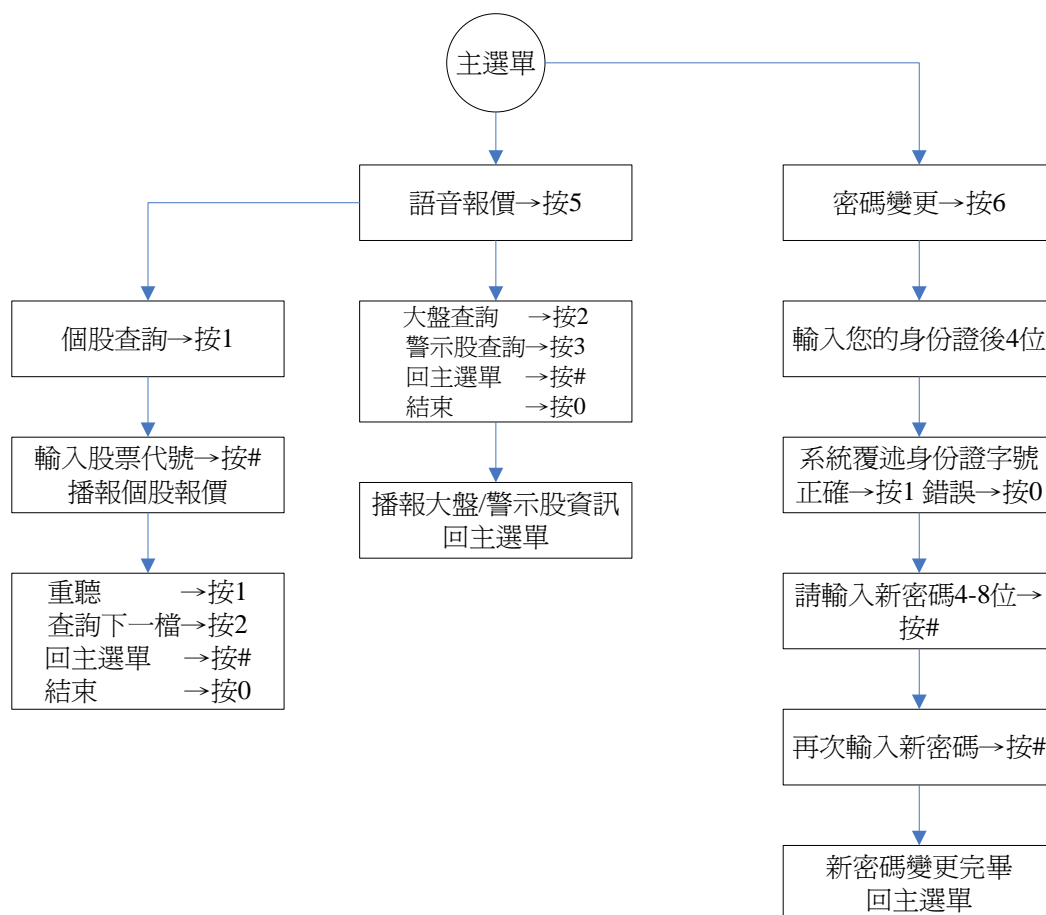 主選單
語音報價→按5
密碼變更→按6
個股查詢→按1
大盤查詢 →按2
警示股查詢→按3
回主選單 →按#
結束 →按0
輸入您的身份證後4位
輸入股票代號→按#
播報個股報價
系統覆述身份證字號
正確→按1 錯誤→按0
播報大盤/警示股資訊
回主選單
重聽 →按1
查詢下一檔→按2
回主選單 →按#
結束 →按0
請輸入新密碼4-8位→
按#
再次輸入新密碼→按#
新密碼變更完畢
回主選單